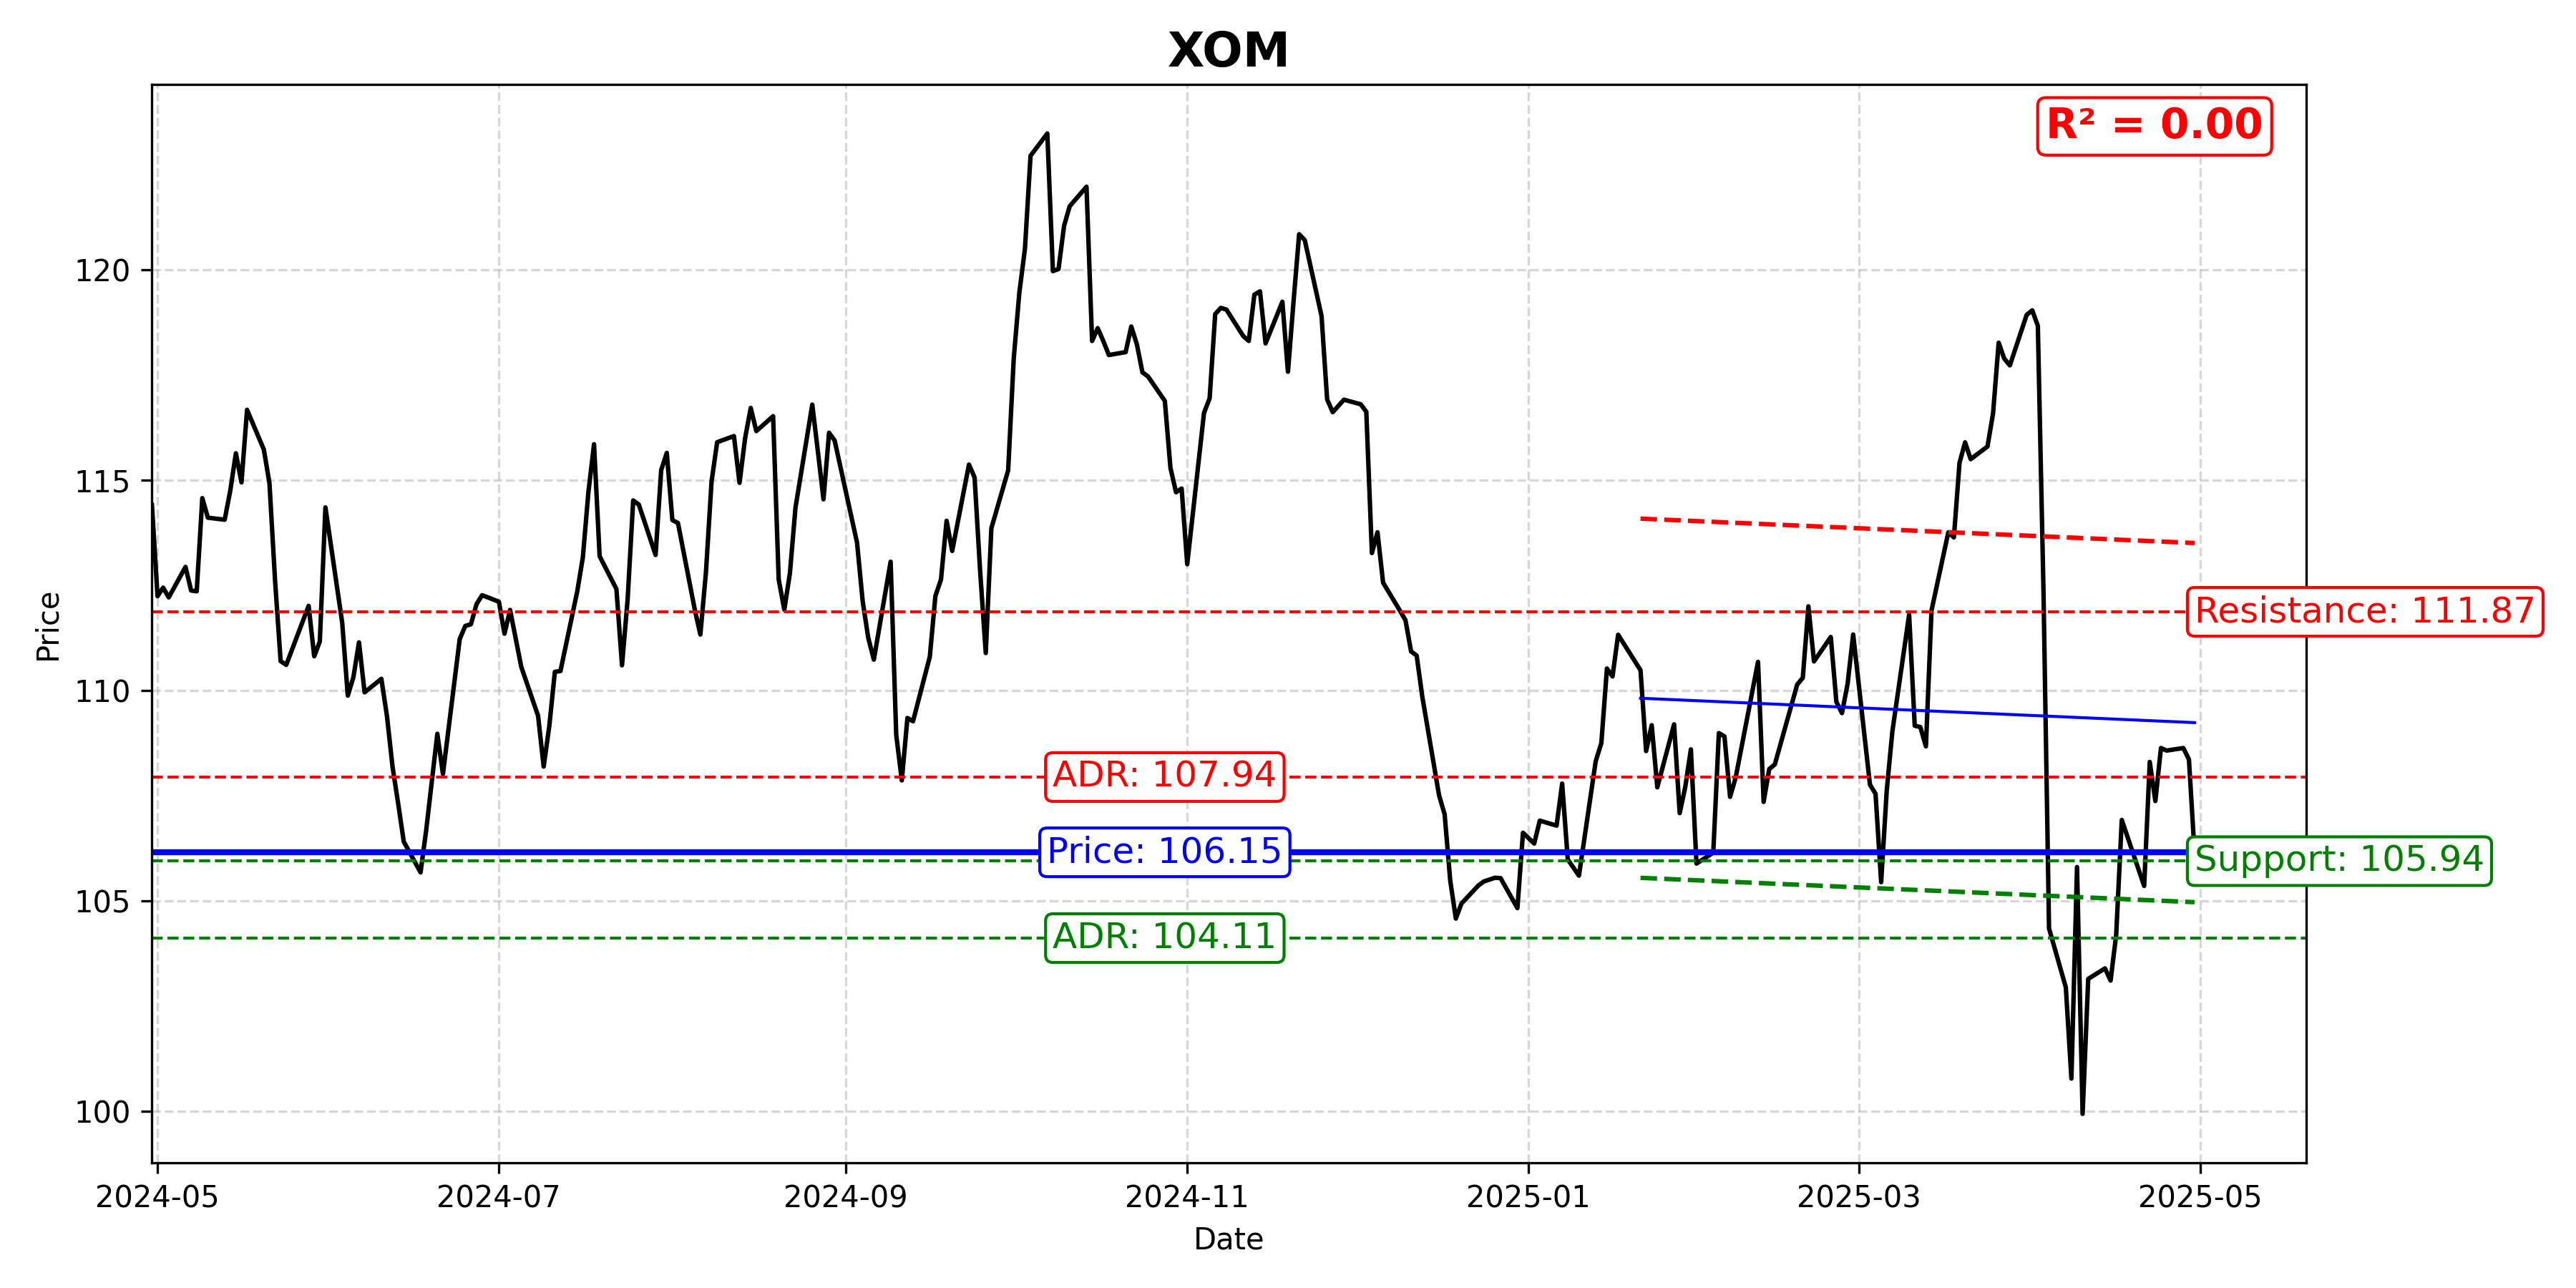 XOM
R² = 0.00
120
115
110
105
100
Price
Resistance: 111.87
ADR: 107.94
Price: 106.15
Support: 105.94
ADR: 104.11
2024-05
2024-07
2024-09
2024-11
2025-01
2025-03
2025-05
Date